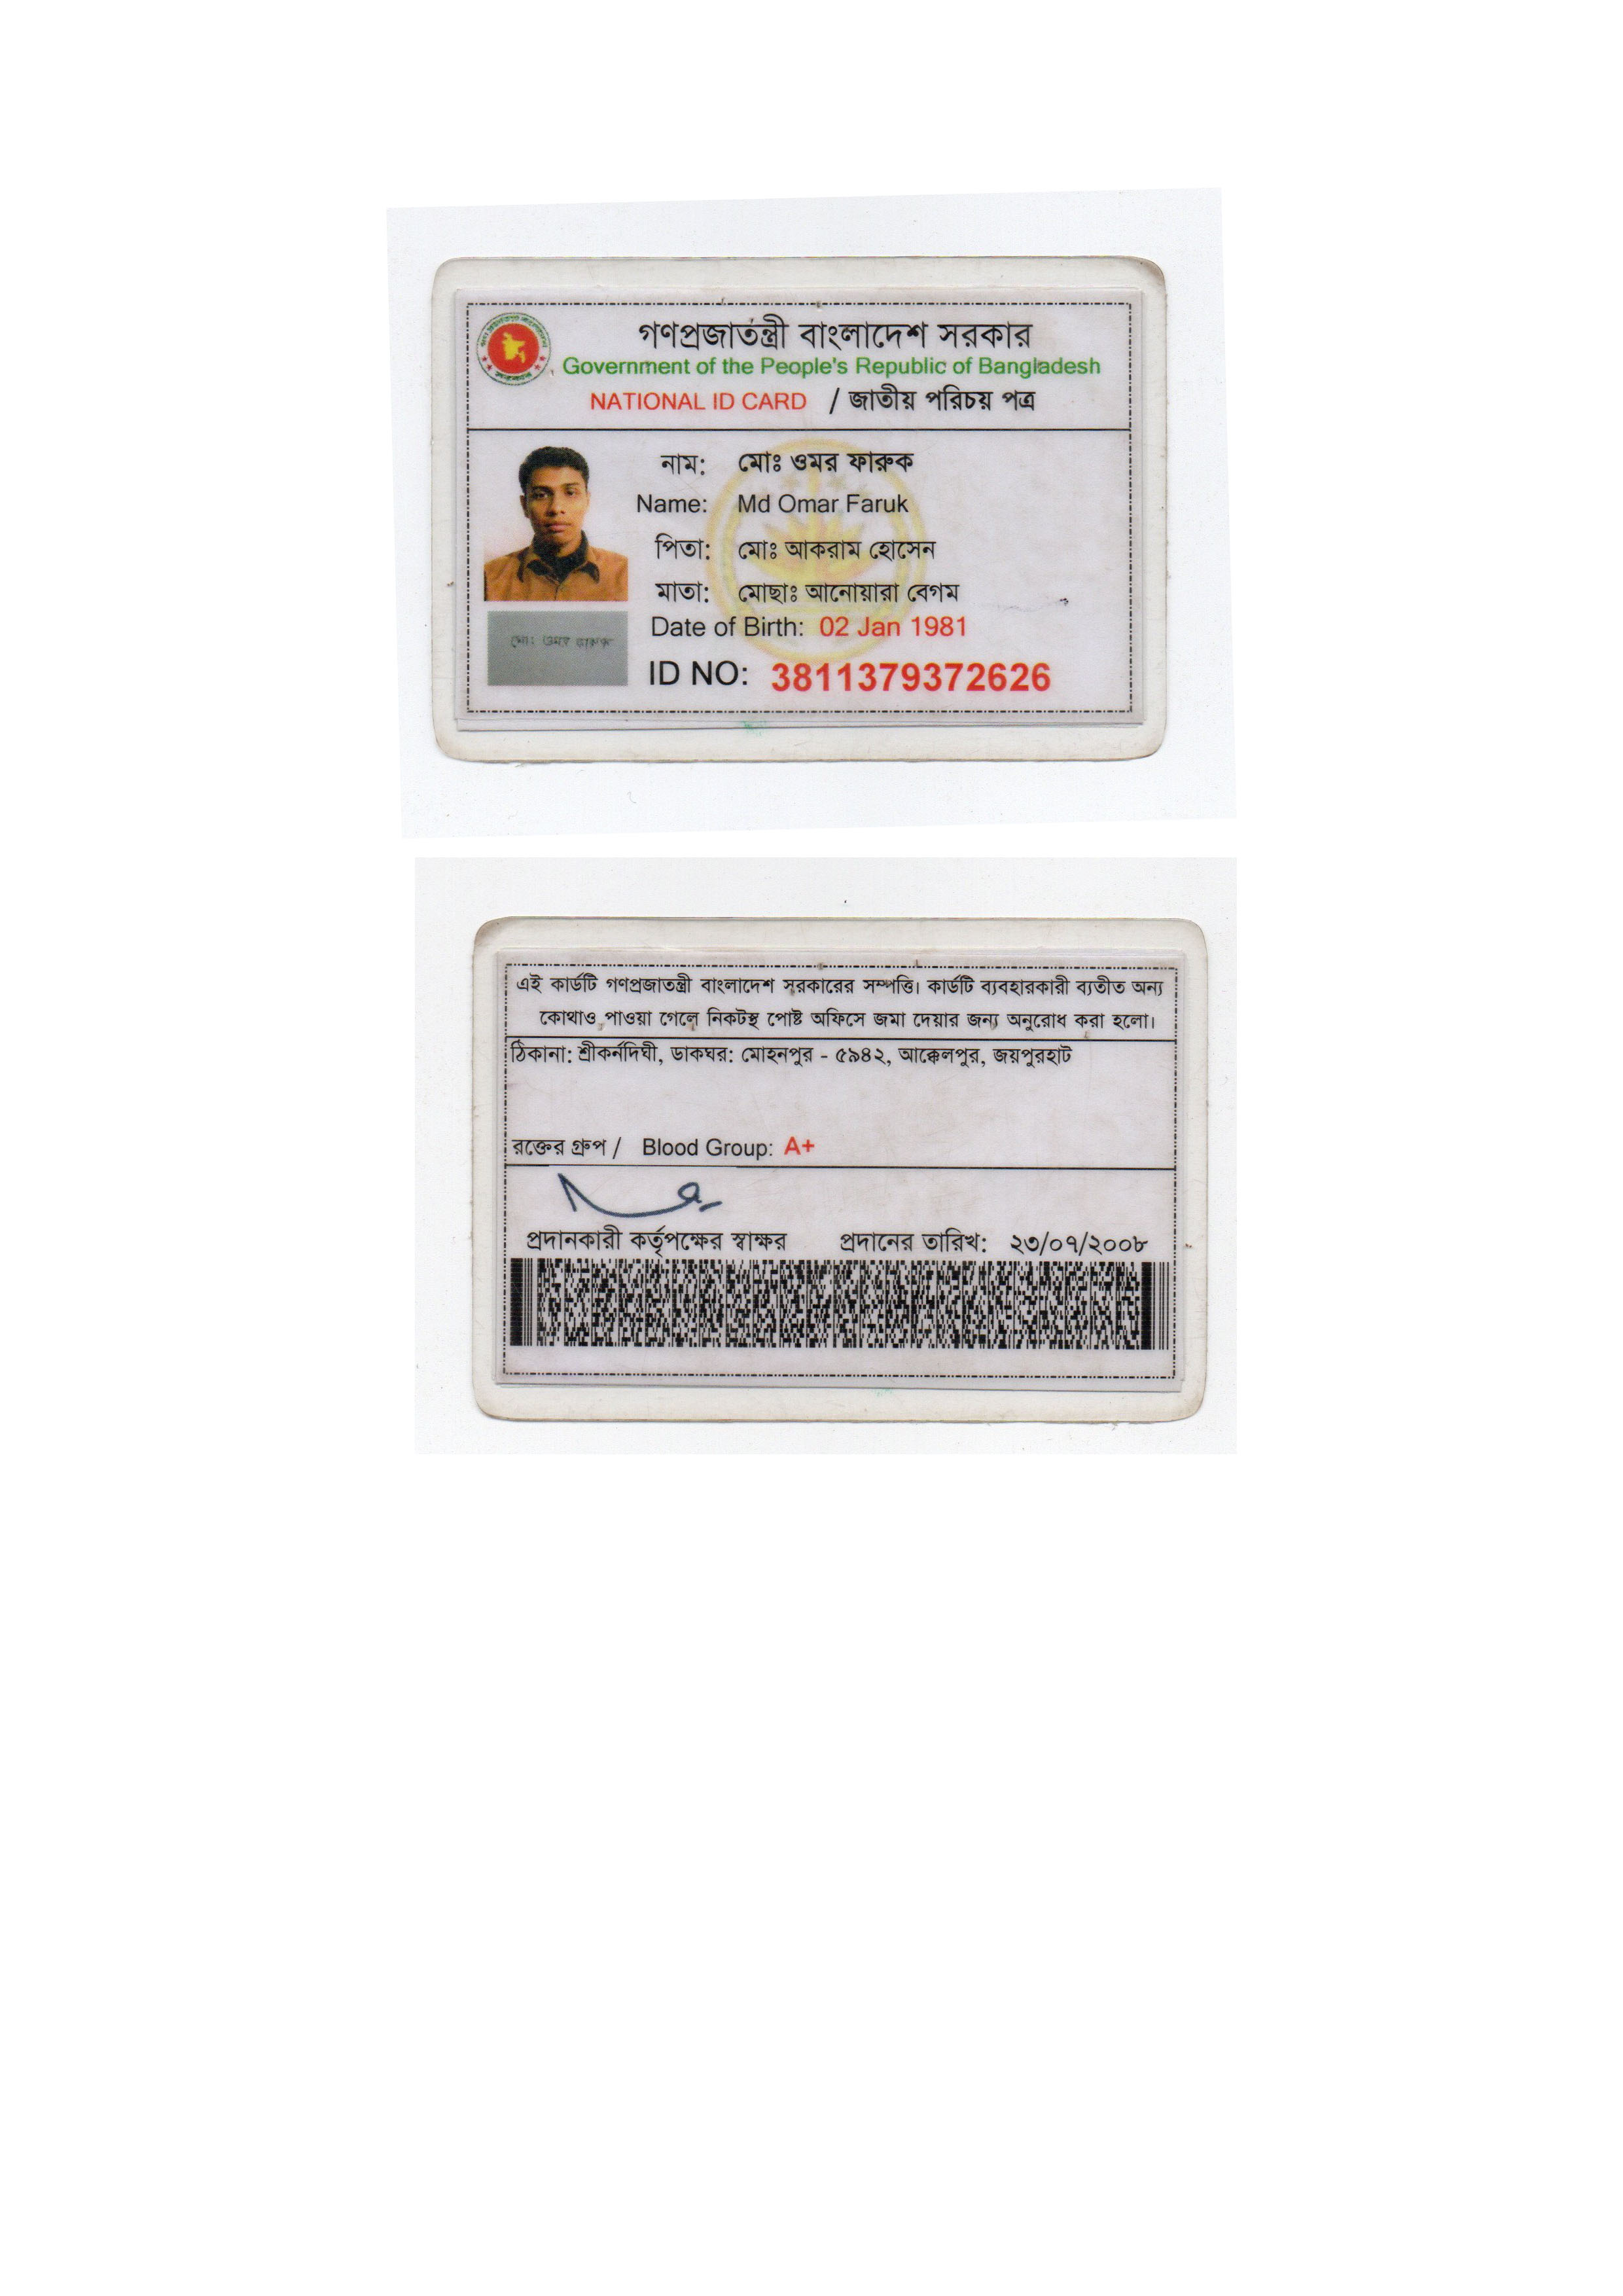 গণপ্রজাতন্ত্রী বাংলাদেশ সরকার
Government of the People's Republic of Bangladesh
NATIONAL ID CARD / জাতীয় পরিচয় পত্র
নাম: মোঃ ওমর ফারুক
Name: Md Omar Faruk
পিতা: মোঃ আকরাম হোসেন
মাতা: মোছাঃ আনোয়ারা বেগম
Date of Birth: 02 Jan 1981
মোঃ ওমর ফারুক
ID NO: 3811379372626
এই কার্ডটি গণপ্রজাতন্ত্রী বাংলাদেশ সরকারের সম্পত্তি। কার্ডটি ব্যবহারকারী ব্যতীত অন্য
কোথাও পাওয়া গেলে নিকটস্থ পোষ্ট অফিসে জমা দেয়ার জন্য অনুরোধ করা হলো।
ঠিকানা: শ্রীকর্নদিঘী, ডাকঘর: মোহনপুর - ৫৯৪২, আক্কেলপুর, জয়পুরহাট
রক্তের গ্রুপ / Blood Group: A+
প্রদানকারী কর্তৃপক্ষের স্বাক্ষর প্রদানের তারিখ: ২৩/০৭/২০০৮